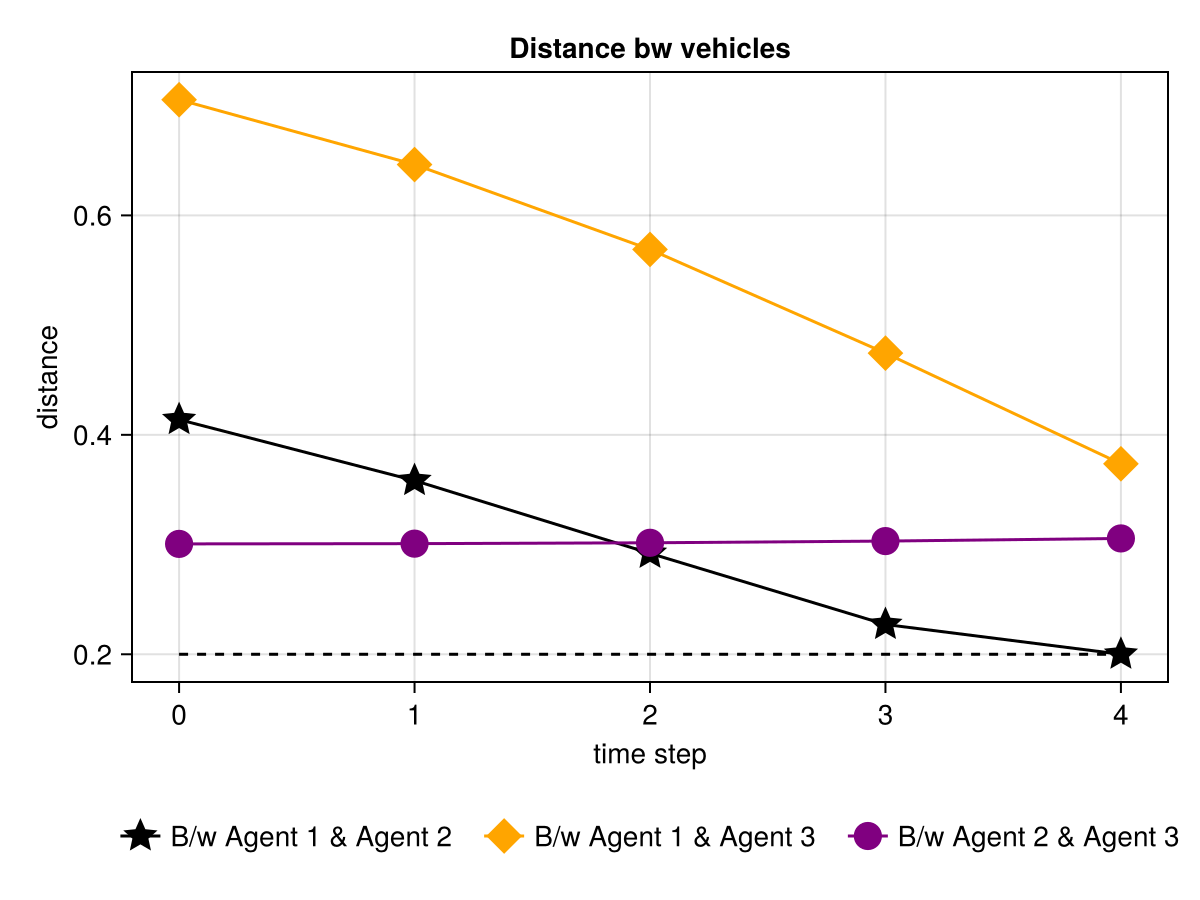 Distance bw vehicles
distance
0.6
0.4
0.2
0 1 2 3 4
time step
B/w Agent 1 & Agent 2 B/w Agent 1 & Agent 3 B/w Agent 2 & Agent 3